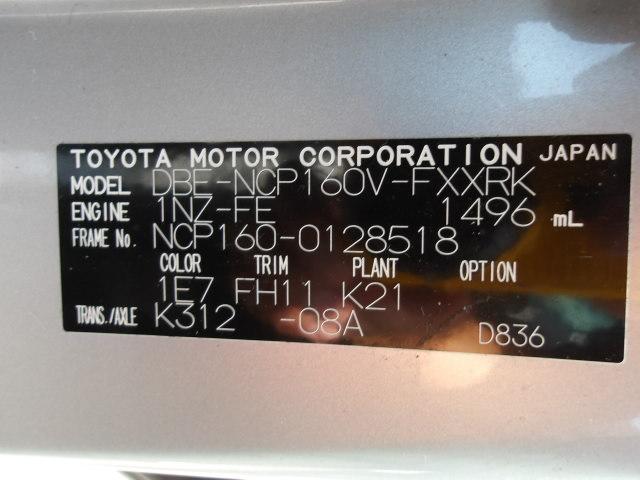 TOYOTA MOTOR CORPORATION JAPAN
MODEL DBE-NCP160V-FXXRK
ENGINE 1NZ-FE 1496 mL
FRAME No. NCP160-0128518
COLOR TRIM PLANT OPTION
1E7 FH11 K21
TRANS./AXLE K312 -08A D836